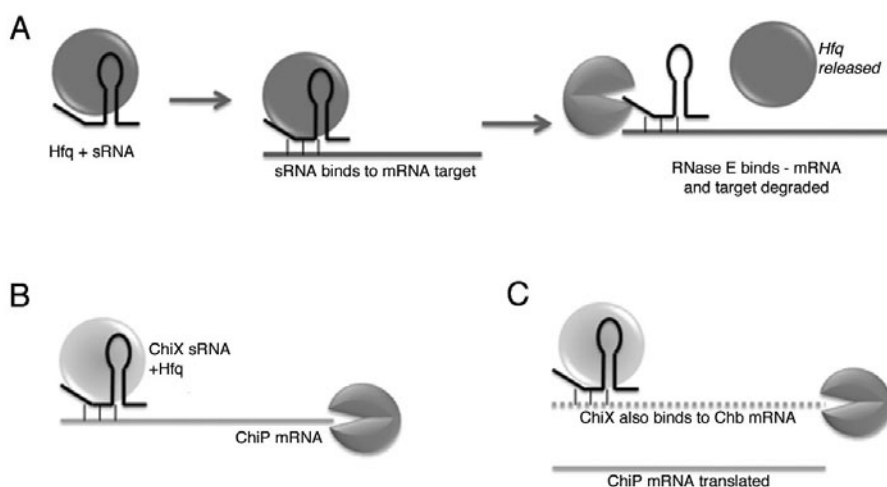 A
Hfq + sRNA
sRNA binds to mRNA target
Hfq
released
RNase E binds - mRNA
and target degraded
B
ChiX sRNA
+Hfq
ChiP mRNA
C
ChiX also binds to Chb mRNA
ChiP mRNA translated